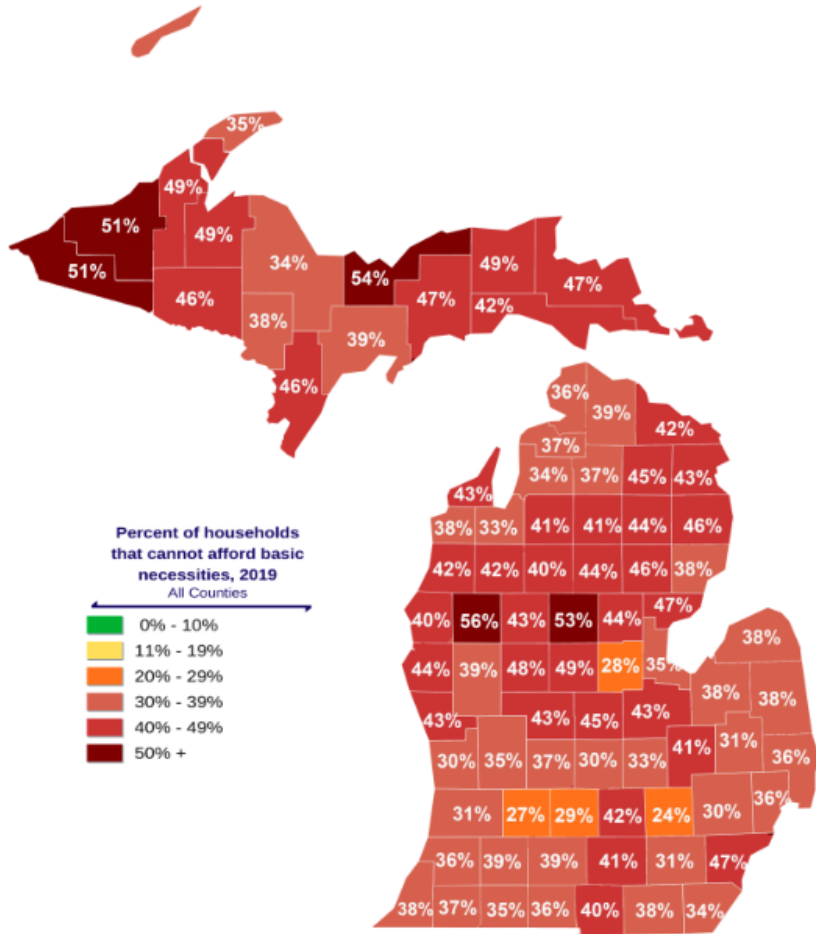 35%
49%
51%
49%
34%
49%
51%
54%
47%
47%
46%
42%
38%
39%
46%
36%
39%
42%
37%
34% 37% 45% 43%
43%
38% 33% 41% 41% 44% 46%
42% 42% 40% 44% 46% 38%
40% 56% 43% 53% 44% 47%
38%
44% 39% 48% 49% 28% 35%
38% 38%
43% 43% 45% 43%
41% 31% 36%
30% 35% 37% 30% 33%
31% 27% 29% 42% 24% 30% 36%
36% 39% 39% 41% 31% 47%
38% 37% 35% 36% 40% 38% 34%
Percent of households
that cannot afford basic
necessities, 2019
All Counties
0% - 10%
11% - 19%
20% - 29%
30% - 39%
40% - 49%
50% +